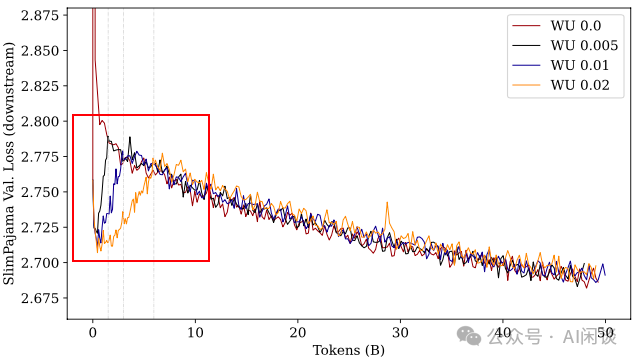 2.875
2.850
2.825
2.800
2.775
2.750
2.725
2.700
2.675
SlimPajama Val. Loss (downstream)
WU 0.0
WU 0.005
WU 0.01
WU 0.02
0
10
20
30
40
50
Tokens (B)
公众号 · AI闲谈